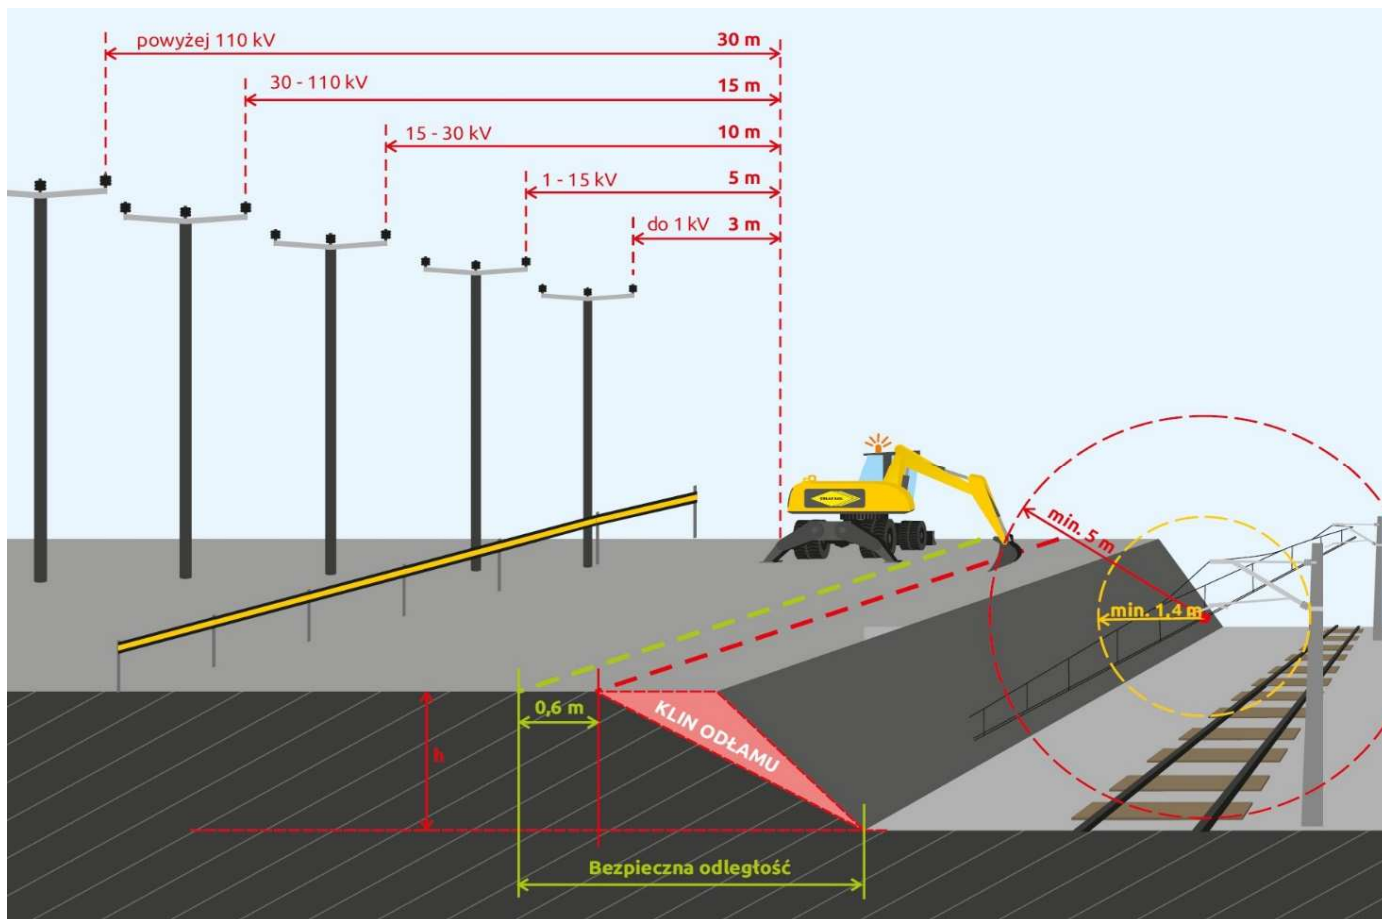 powyżej 110 kV 30 m
30 - 110 kV 15 m
15 - 30 kV 10 m
1 - 15 kV 5 m
do 1 kV 3 m
min. 5 m
min. 1,4 m
0,6 m
KLIN ODŁAMU
h
Bezpieczna odległość